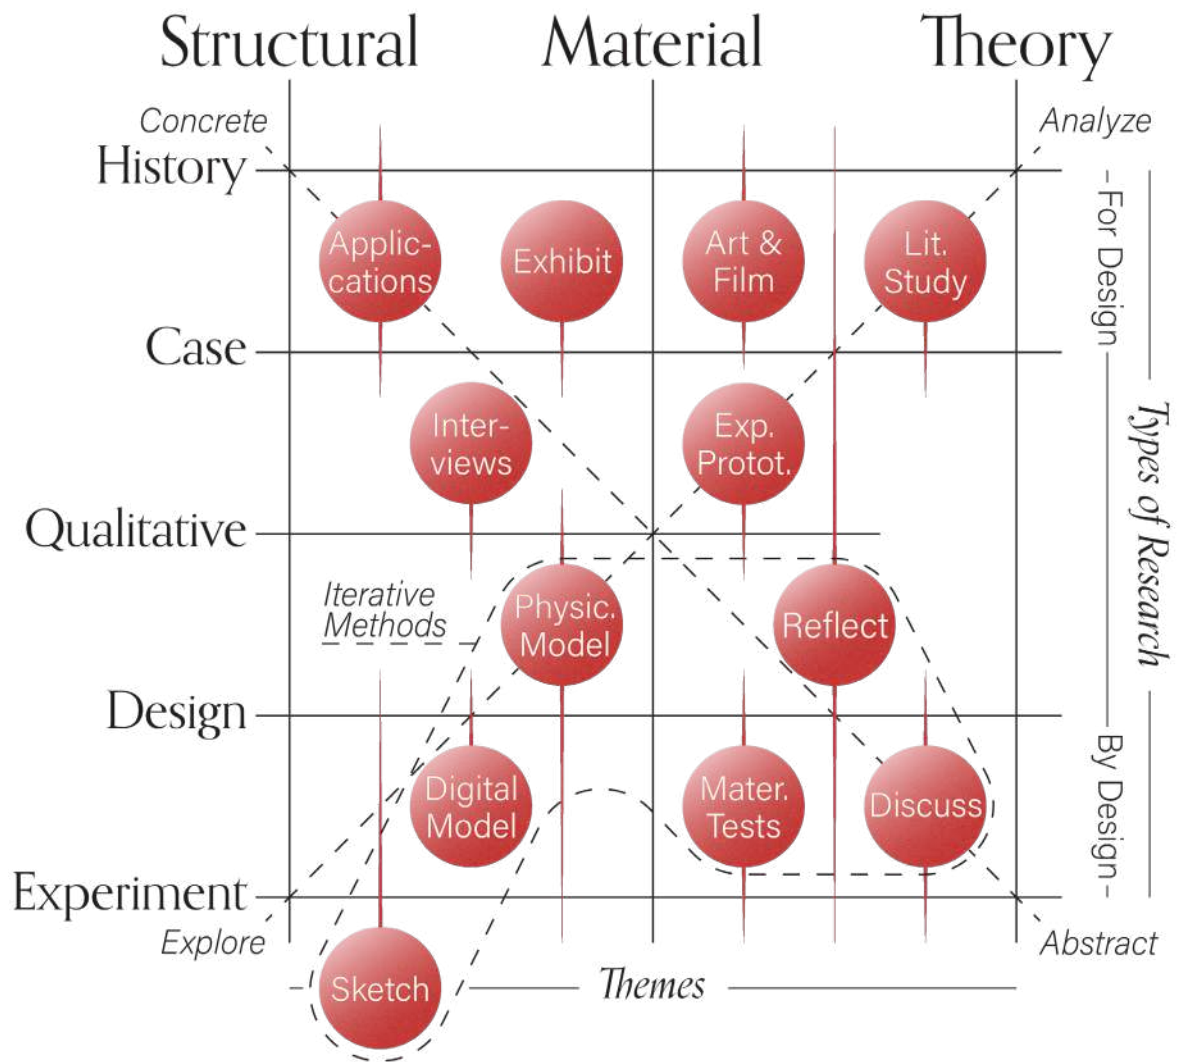 Structural Material Theory
Concrete Analyze
History
Applic-
cations
Exhibit
Art &
Film
Lit.
Study
For Design
Case
Inter-
views
Exp.
Protot.
Types of Research
Qualitative
Iterative
Methods
Physic.
Model
Reflect
Design
By Design
Digital
Model
Mater.
Tests
Discuss
Experiment
Explore Abstract
Sketch
Themes